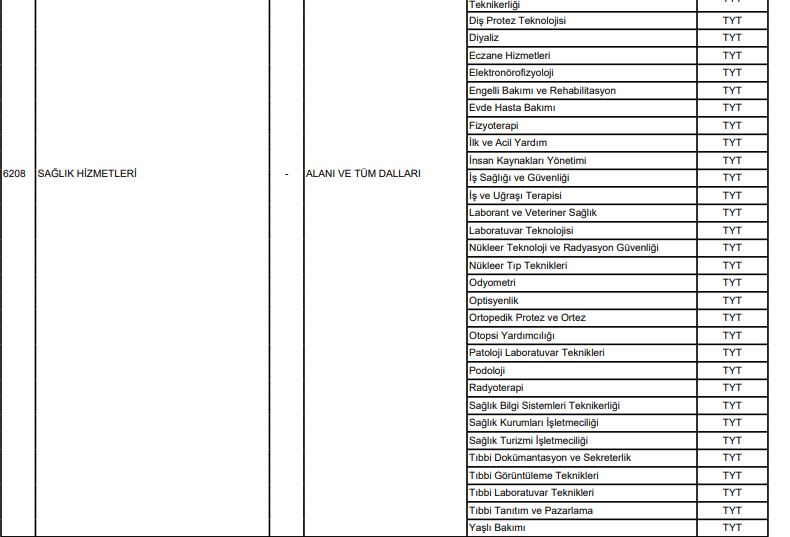 Teknikerliği
Diş Protez Teknolojisi TYT
Diyaliz TYT
Eczane Hizmetleri TYT
Elektronörofizyoloji TYT
Engelli Bakımı ve Rehabilitasyon TYT
Evde Hasta Bakımı TYT
Fizyoterapi TYT
İlk ve Acil Yardım TYT
İnsan Kaynakları Yönetimi TYT
6208 SAĞLIK HİZMETLERİ - ALANI VE TÜM DALLARI
İş Sağlığı ve Güvenliği TYT
İş ve Uğraşı Terapisi TYT
Laborant ve Veteriner Sağlık TYT
Laboratuvar Teknolojisi TYT
Nükleer Teknoloji ve Radyasyon Güvenliği TYT
Nükleer Tıp Teknikleri TYT
Odyometri TYT
Optisyenlik TYT
Ortopedik Protez ve Ortez TYT
Otopsi Yardımcılığı TYT
Patoloji Laboratuvar Teknikleri TYT
Podoloji TYT
Radyoterapi TYT
Sağlık Bilgi Sistemleri Teknikerliği TYT
Sağlık Kurumları İşletmeciliği TYT
Sağlık Turizmi İşletmeciliği TYT
Tıbbi Dokümantasyon ve Sekreterlik TYT
Tıbbi Görüntüleme Teknikleri TYT
Tıbbi Laboratuvar Teknikleri TYT
Tıbbi Tanıtım ve Pazarlama TYT
Yaşlı Bakımı TYT